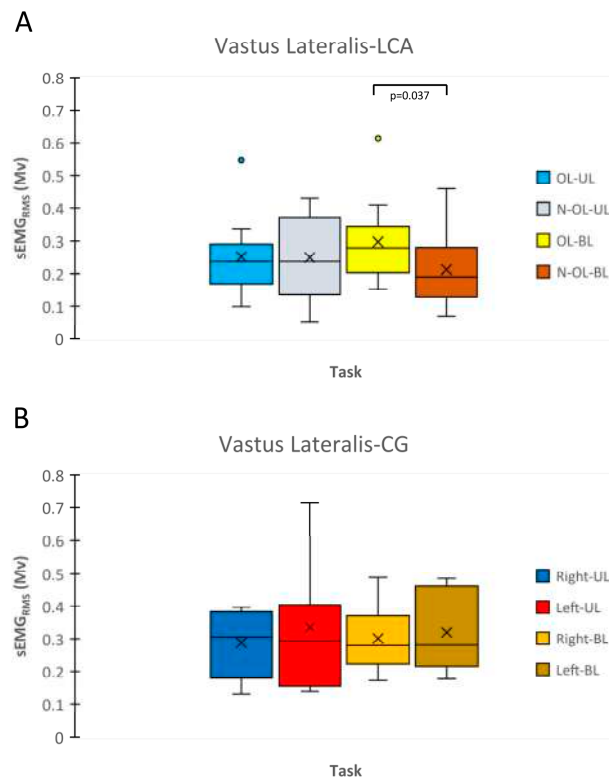 A
Vastus Lateralis-LCA
0.8
0.7
0.6
0.5
0.4
0.3
0.2
0.1
0
sEMGRMS (Mv)
p=0.037
OL-UL
N-OL-UL
OL-BL
N-OL-BL
Task
B
Vastus Lateralis-CG
0.8
0.7
0.6
0.5
0.4
0.3
0.2
0.1
0
sEMGRMS (Mv)
Right-UL
Left-UL
Right-BL
Left-BL
Task